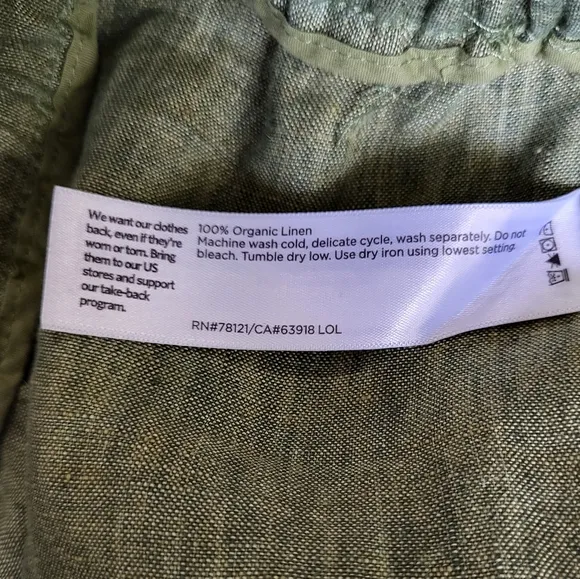 We want our clothes
back, even if they're
worn or torn. Bring
them to our US
stores and support
our take-back
program.
100% Organic Linen
Machine wash cold, delicate cycle, wash separately. Do not
bleach. Tumble dry low. Use dry iron using lowest setting.
RN#78121/CA#63918 LOL